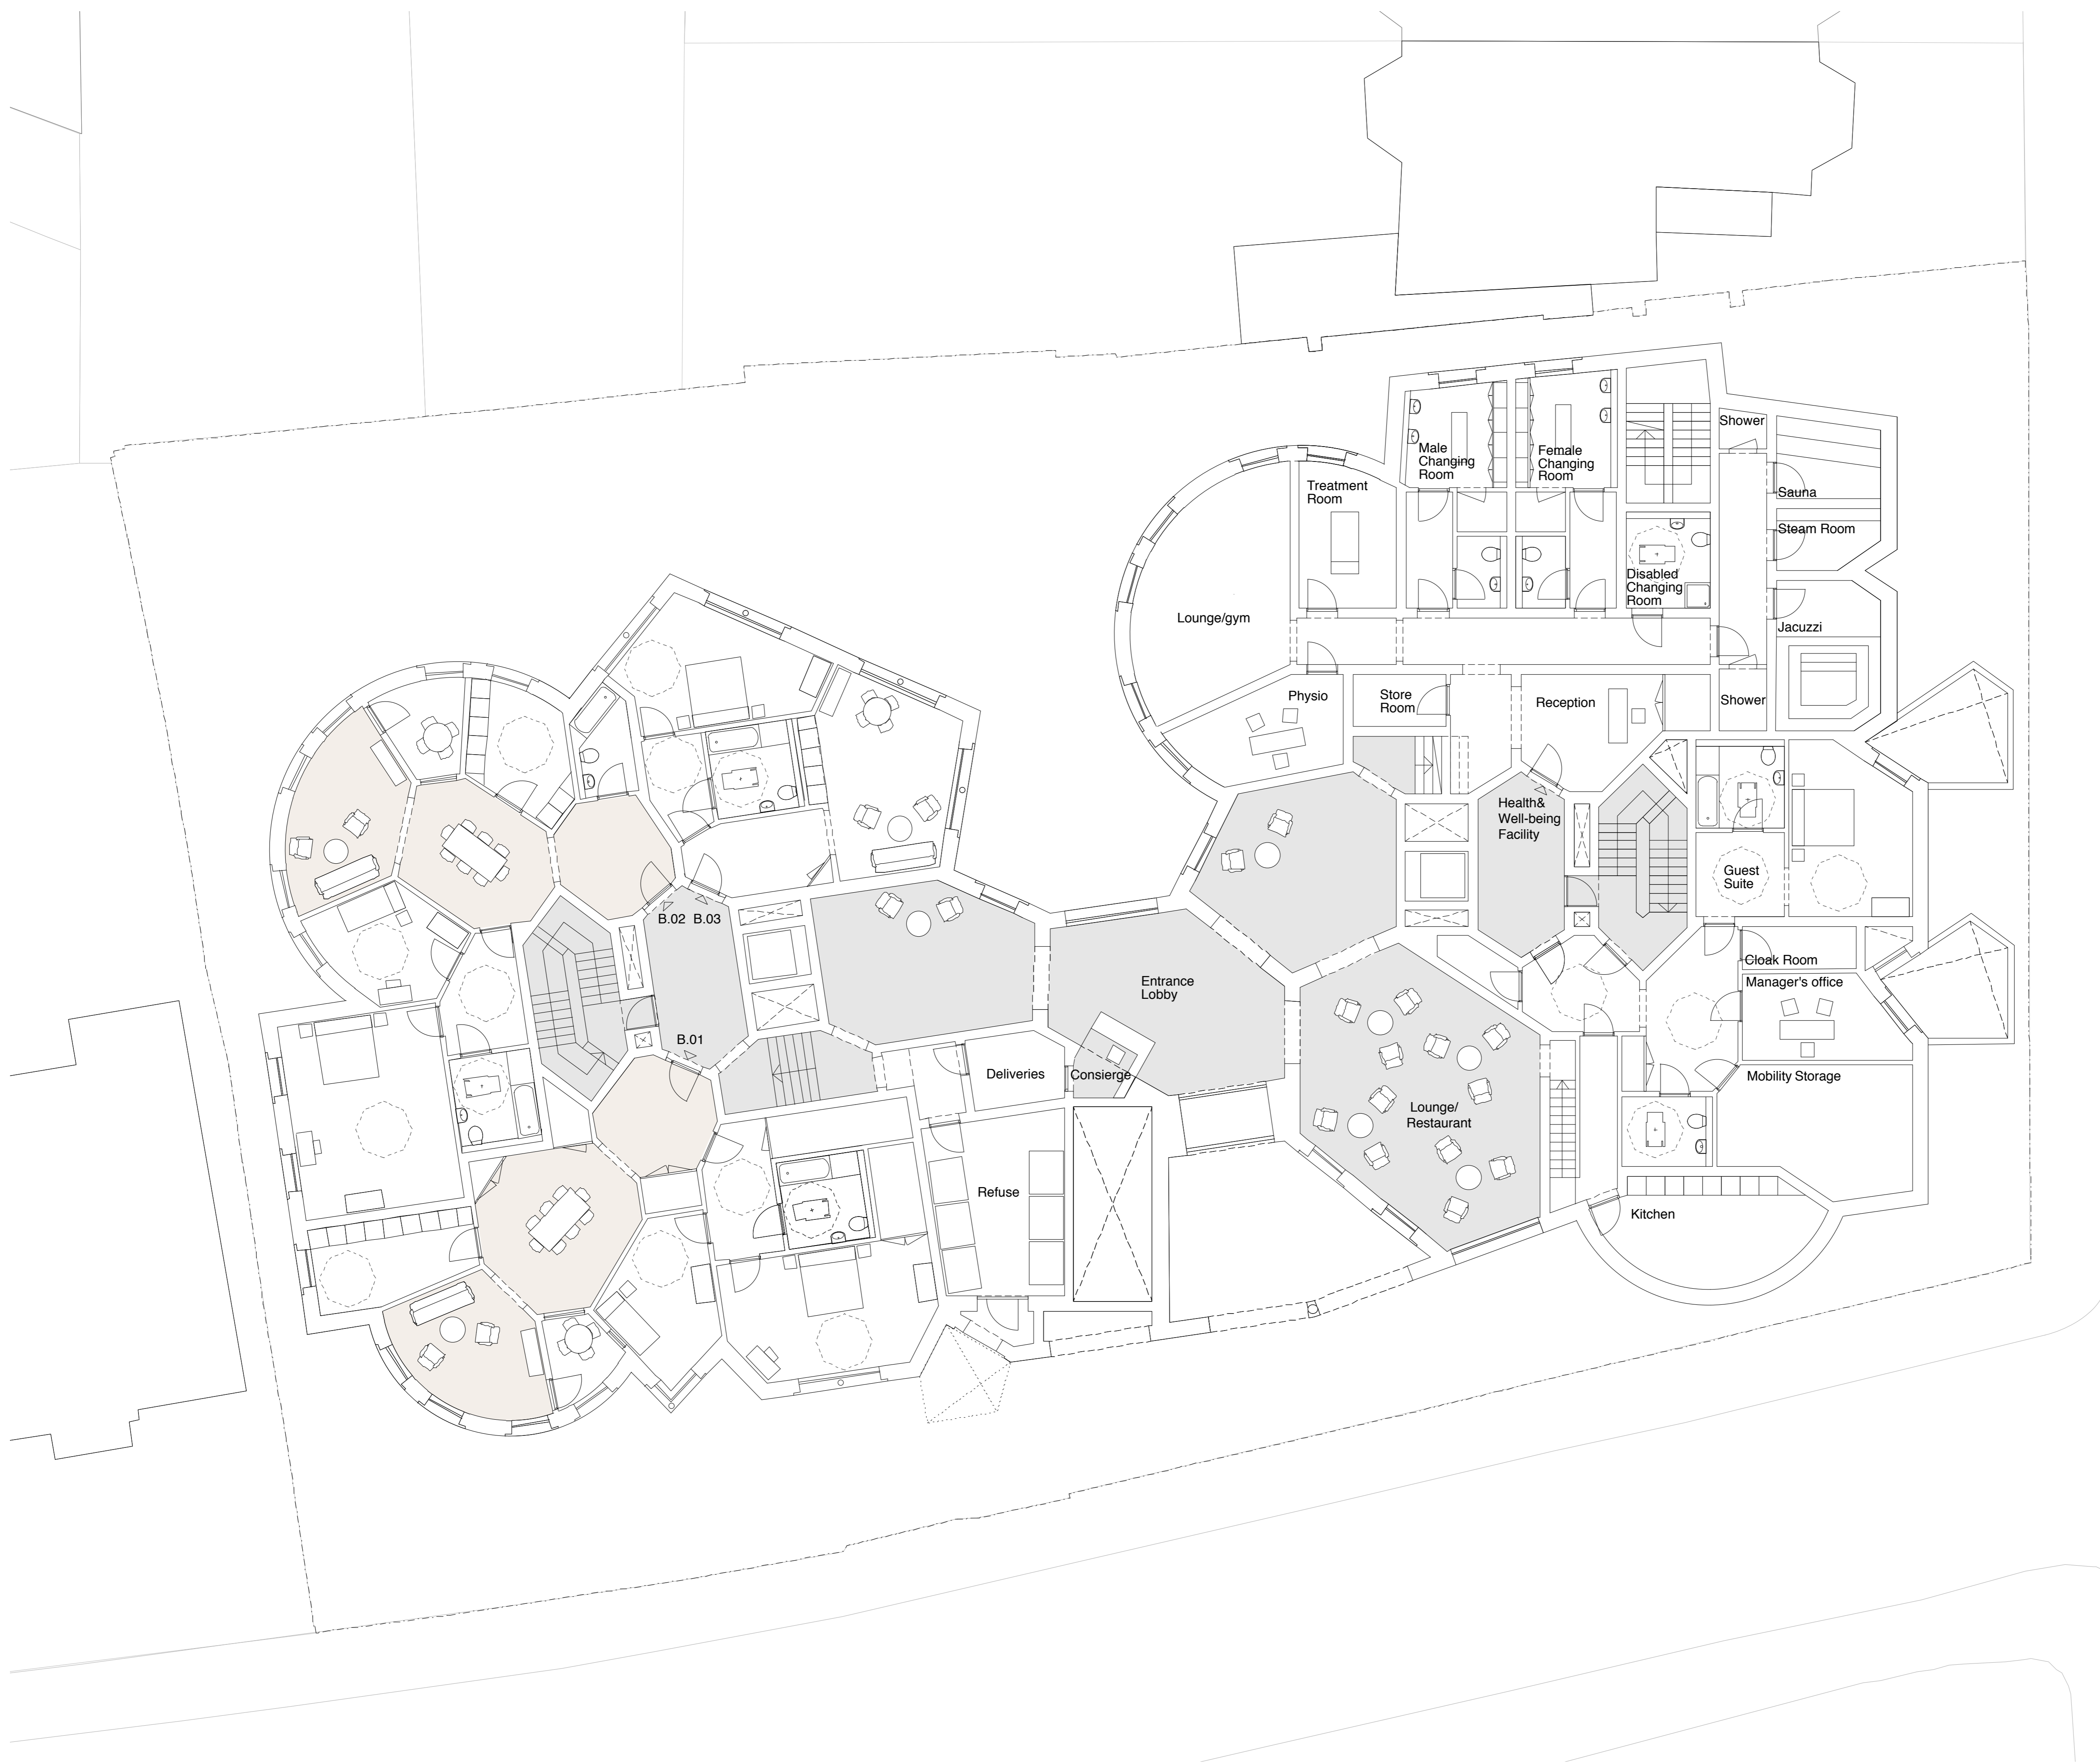 Shower
Male
Changing
Room
Female
Changing
Room
Treatment
Room
Sauna
Steam Room
Disabled
Changing
Room
Lounge/gym
Jacuzzi
Physio
Store
Room
Reception
Shower
Health&
Well-being
Facility
Guest
Suite
B.02 B.03
Cloak Room
Entrance
Lobby
Manager's office
B.01
Deliveries
Consierge
Mobility Storage
Lounge/
Restaurant
Refuse
Kitchen